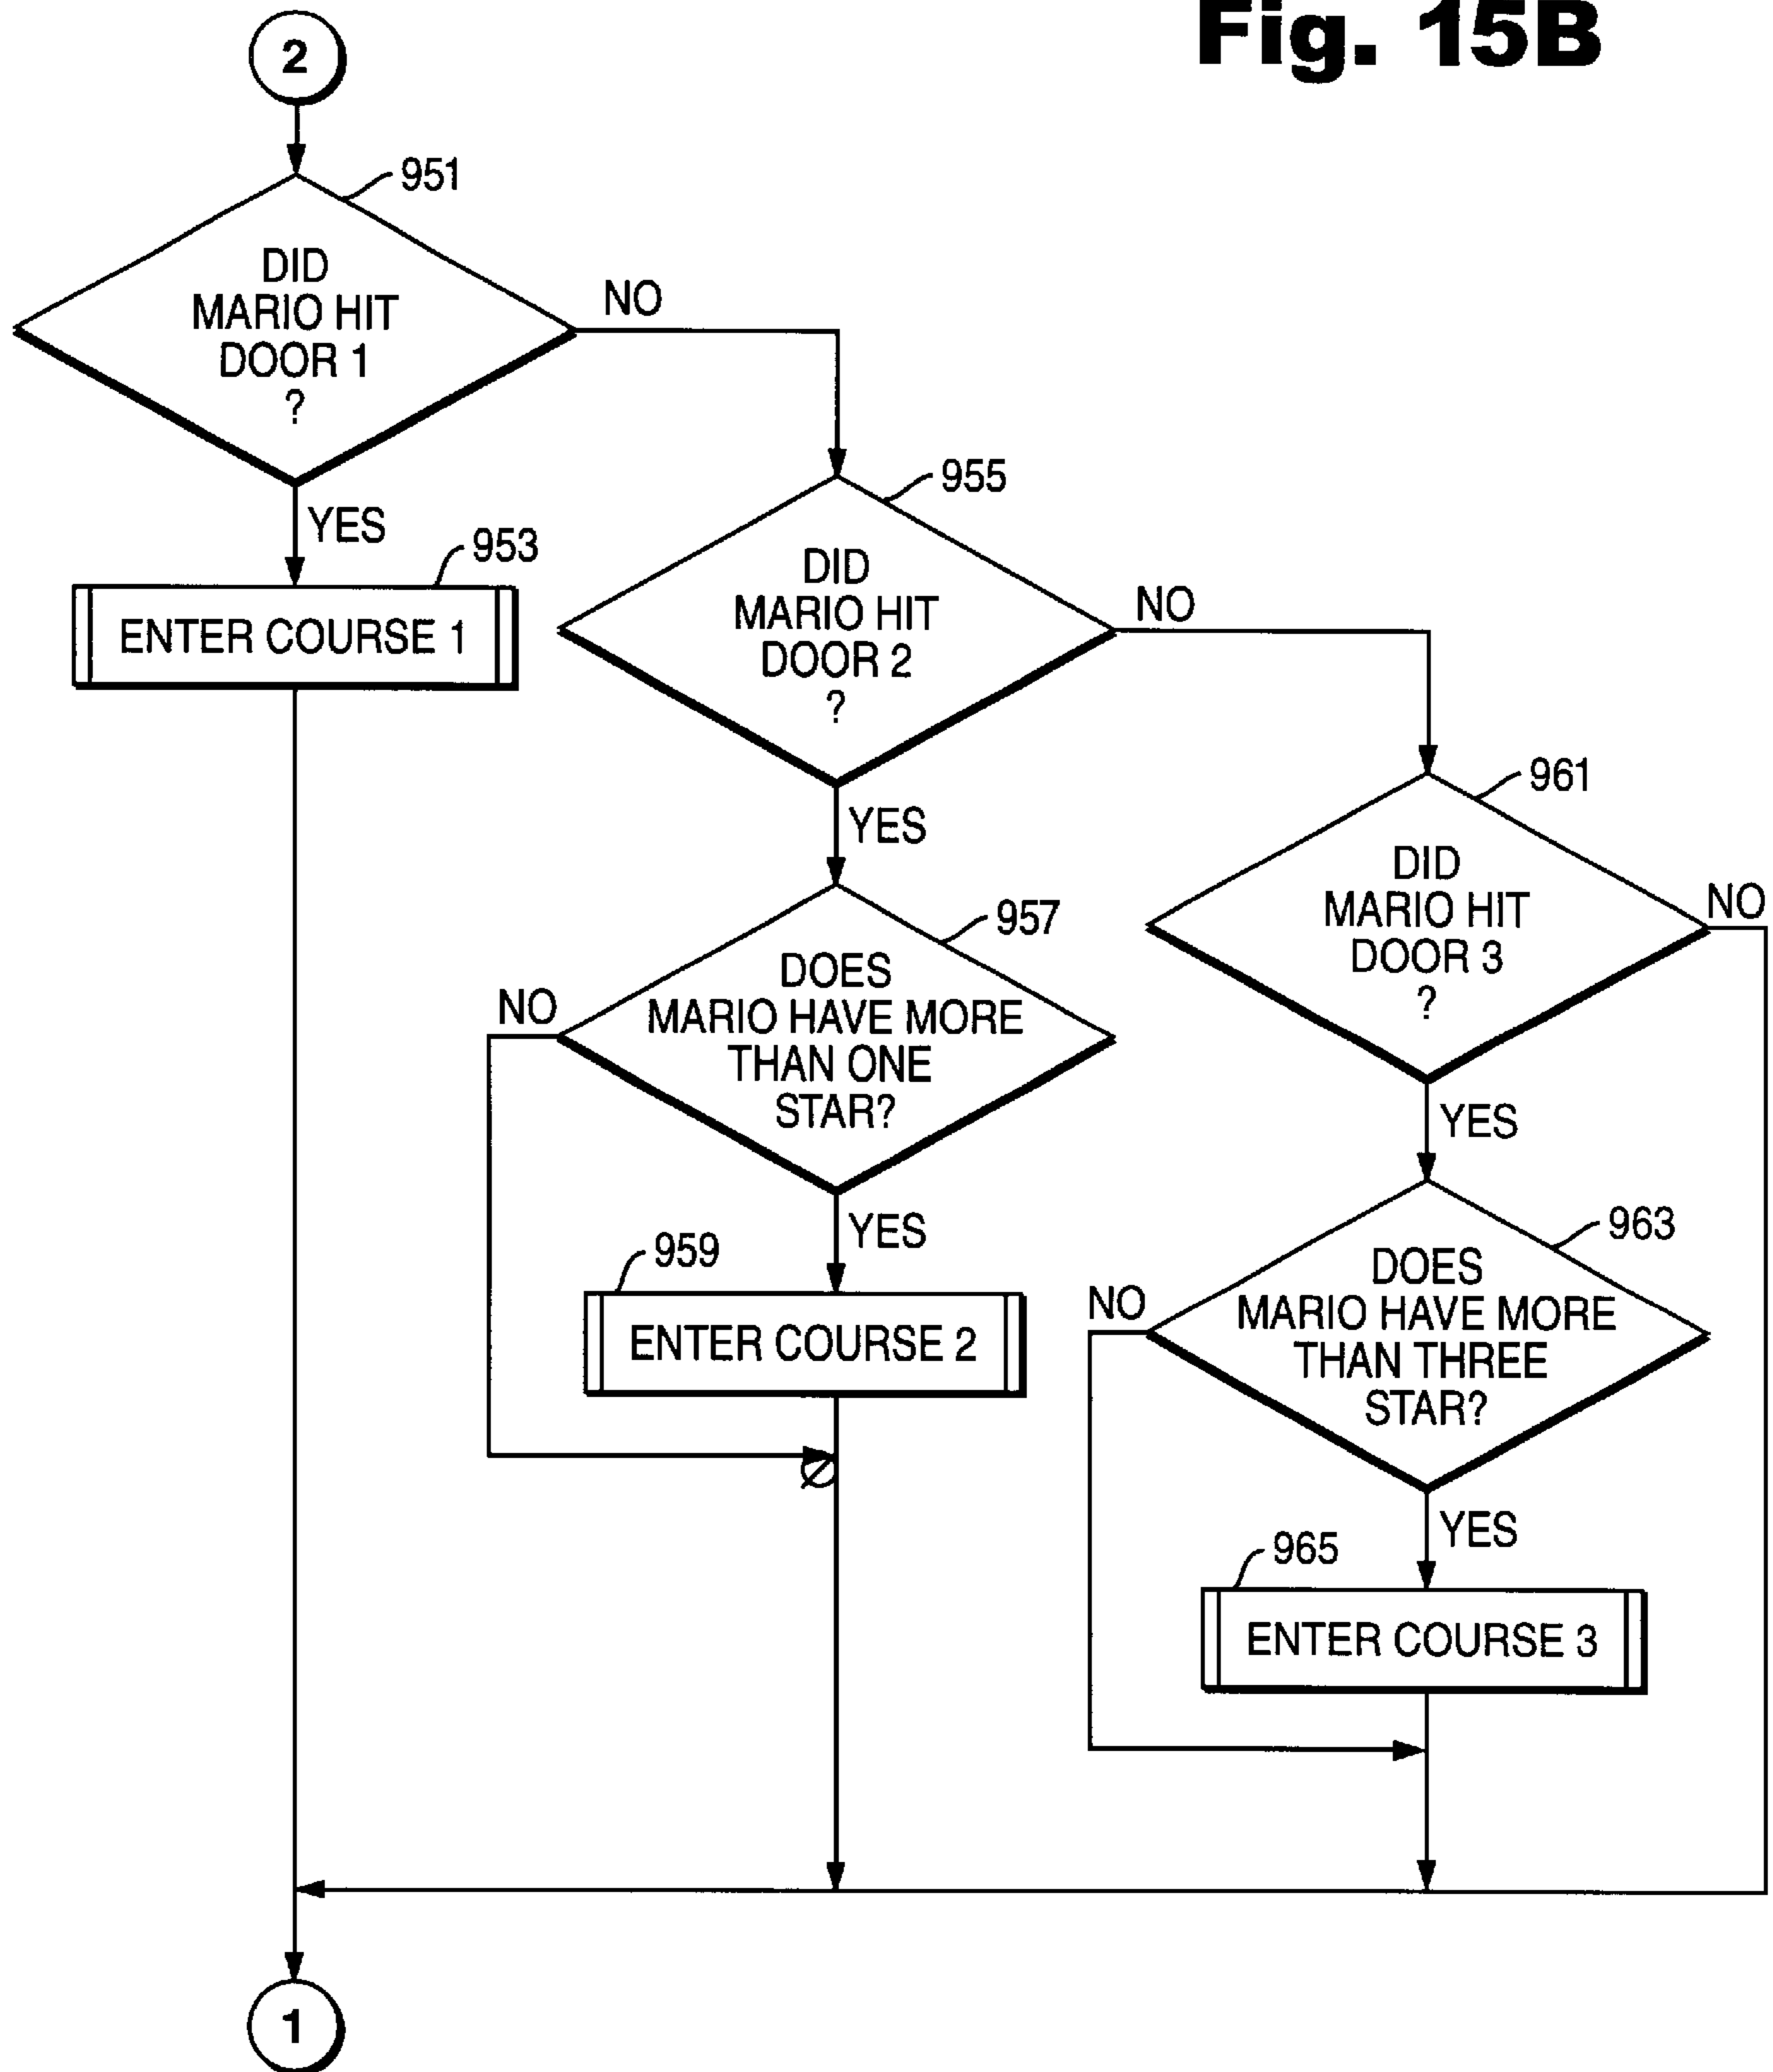 Fig. 15B
2
951
DID
MARIO HIT
DOOR 1
?
NO
YES
953
ENTER COURSE 1
955
DID
MARIO HIT
DOOR 2
?
NO
YES
957
DOES
MARIO HAVE MORE
THAN ONE
STAR?
NO
YES
959
ENTER COURSE 2
961
DID
MARIO HIT
DOOR 3
?
NO
YES
963
DOES
MARIO HAVE MORE
THAN THREE
STAR?
NO
YES
965
ENTER COURSE 3
1